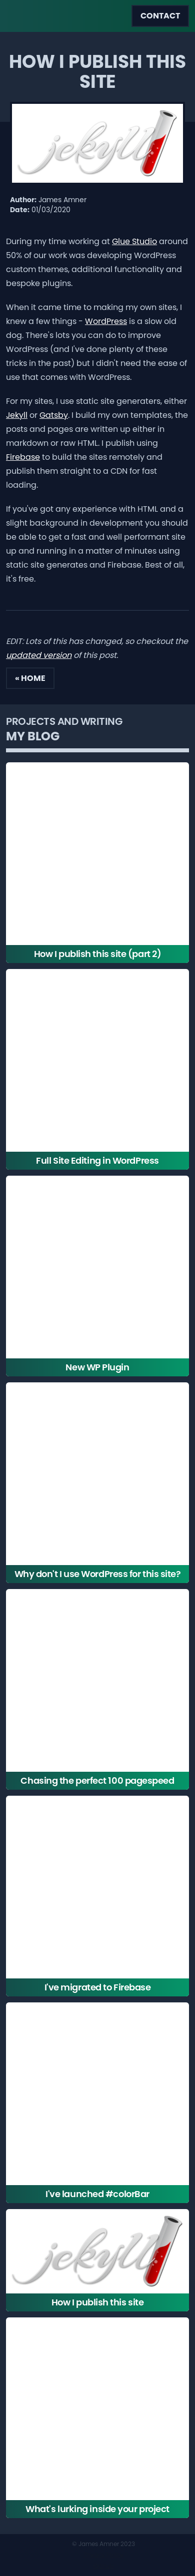 CONTACT
HOW I PUBLISH THIS
SITE
jekyll
Author: James Amner
Date: 01/03/2020
During my time working at Glue Studio around
50% of our work was developing WordPress
custom themes, additional functionality and
bespoke plugins.
When it came time to making my own sites, I
knew a few things - WordPress is a slow old
dog. There's lots you can do to improve
WordPress (and I've done plenty of these
tricks in the past) but I didn't need the ease of
use that comes with WordPress.
For my sites, I use static site generaters, either
Jekyll or Gatsby. I build my own templates, the
posts and pages are written up either in
markdown or raw HTML. I publish using
Firebase to build the sites remotely and
publish them straight to a CDN for fast
loading.
If you've got any experience with HTML and a
slight background in development you should
be able to get a fast and well performant site
up and running in a matter of minutes using
static site generates and Firebase. Best of all,
it's free.
EDIT: Lots of this has changed, so checkout the
updated version of this post.
« HOME
PROJECTS AND WRITING
MY BLOG
How I publish this site (part 2)
Full Site Editing in WordPress
New WP Plugin
Why don't I use WordPress for this site?
Chasing the perfect 100 pagespeed
I've migrated to Firebase
I've launched #colorBar
jekyll
How I publish this site
What's lurking inside your project
James Amner 2023